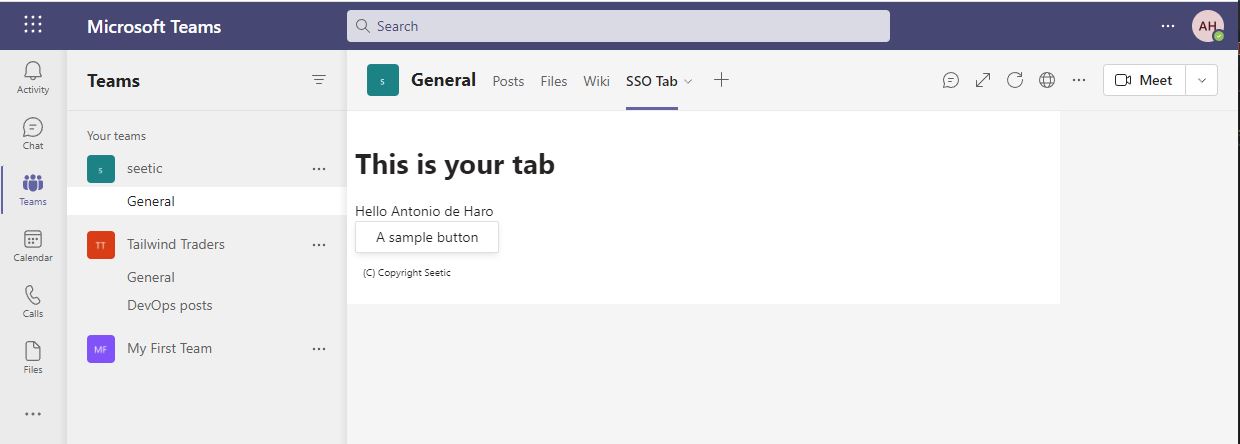 Microsoft Teams
Search
AH
Activity
Chat
Teams
Calendar
Calls
Files
Teams
Your teams
s seetic
General
TT Tailwind Traders
General
DevOps posts
MF My First Team
s General Posts Files Wiki SSO Tab Meet
This is your tab
Hello Antonio de Haro
A sample button
(C) Copyright Seetic